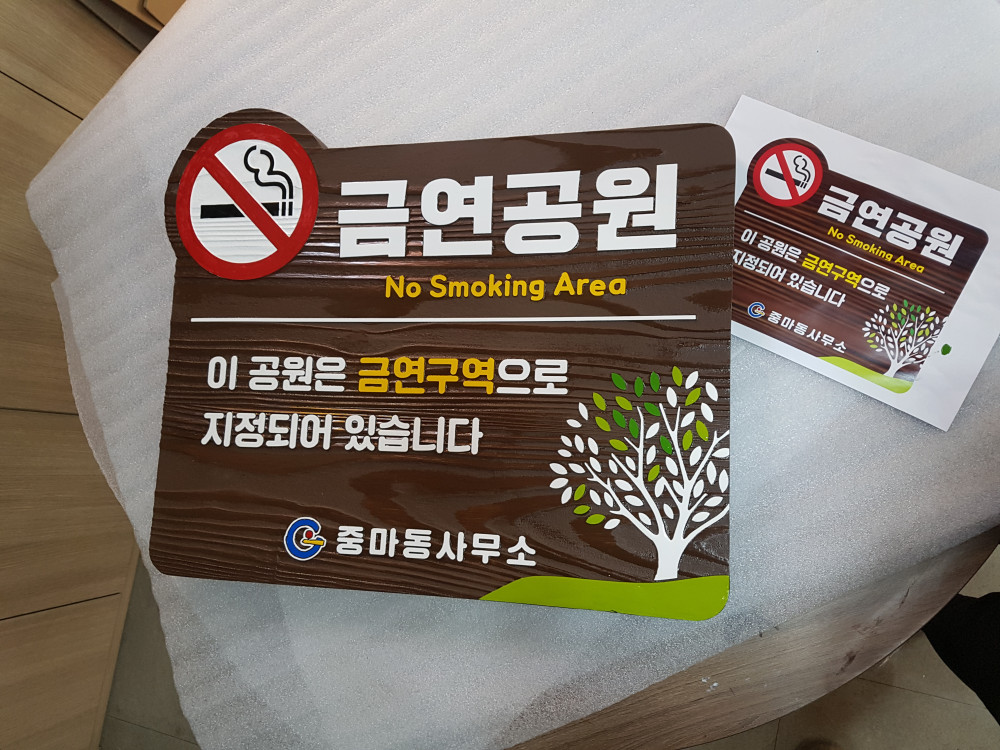 금연공원
No Smoking Area
이 공원은 금연구역으로
지정되어 있습니다
중마동사무소
금연공원
No Smoking Area
이 공원은 금연구역으로
지정되어 있습니다
중마동사무소